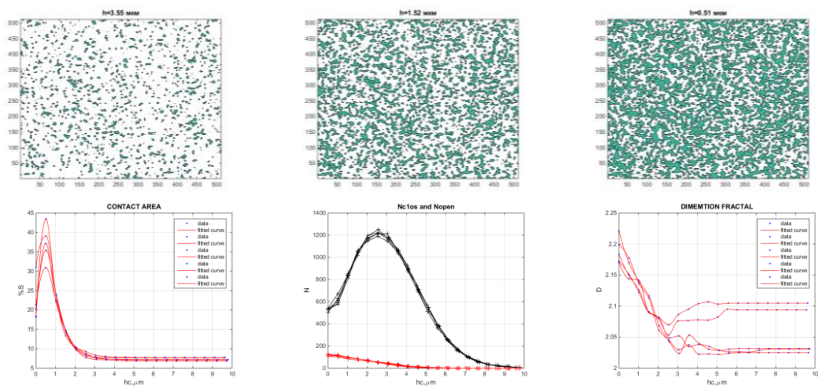 h=3.55 мкм
500
450
400
350
300
250
200
150
100
50
50 100 150 200 250 300 350 400 450 500
h=1.52 мкм
500
450
400
350
300
250
200
150
100
50
50 100 150 200 250 300 350 400 450 500
h=0.51 мкм
500
450
400
350
300
250
200
150
100
50
50 100 150 200 250 300 350 400 450 500
CONTACT AREA
%S
45
40
35
30
25
20
15
10
5
0 1 2 3 4 5 6 7 8 9 10
hc,μm
data
fitted curve
data
fitted curve
data
fitted curve
data
fitted curve
Nc1os and Nopen
N
1400
1200
1000
800
600
400
200
0
0 1 2 3 4 5 6 7 8 9 10
hc,μm
DIMEMTION FRACTAL
D
2.25
2.2
2.15
2.1
2.05
2
0 1 2 3 4 5 6 7 8 9 10
hc,μm
data
fitted curve
data
fitted curve
data
fitted curve
data
fitted curve